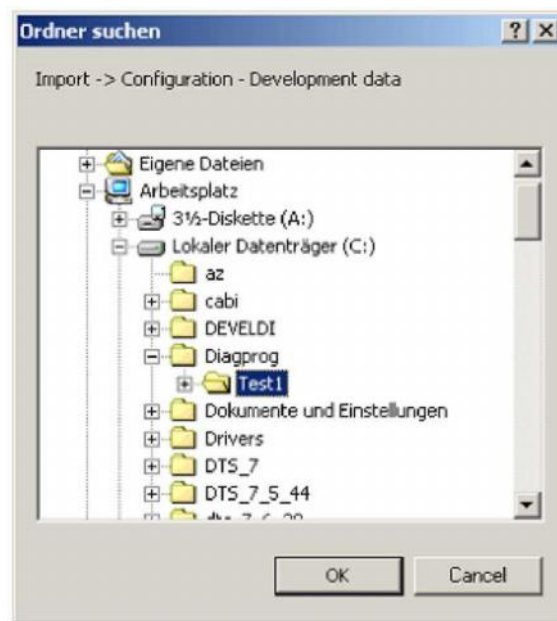 Ordner suchen
Import -> Configuration - Development data
Eigene Dateien
Arbeitsplatz
3½-Diskette (A:)
Lokaler Datenträger (C:)
az
cabi
DEVELDI
Diagprog
Test1
Dokumente und Einstellungen
Drivers
DTS_7
DTS_7_5_44
OK Cancel